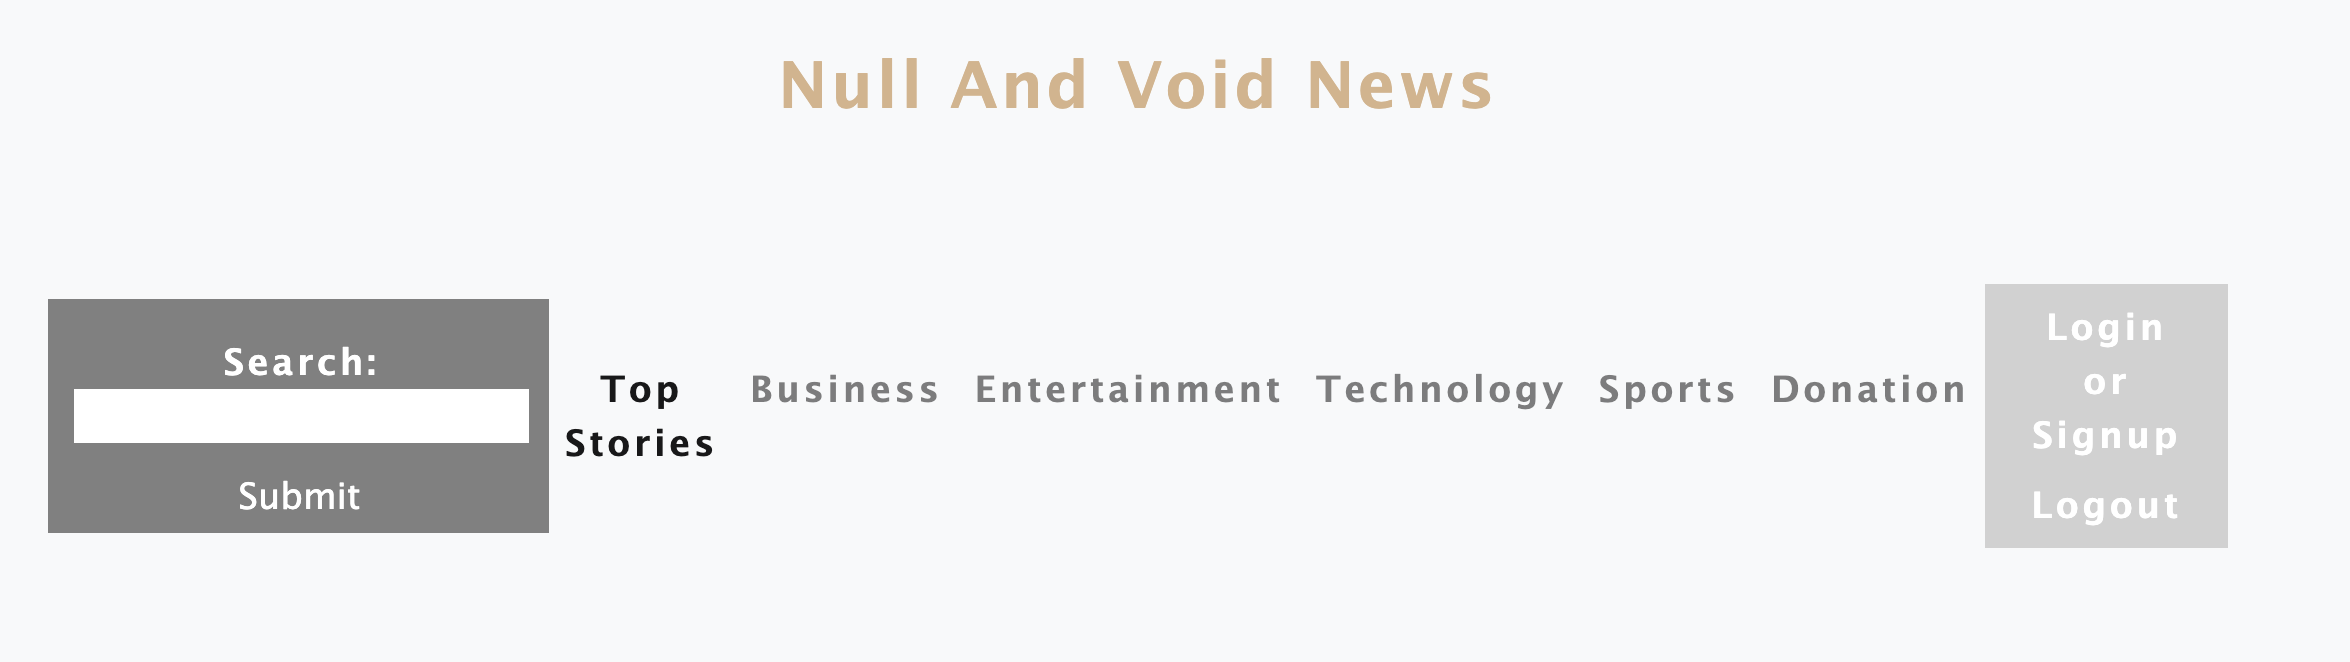 Null And Void News
Search:
Submit
Top
Stories
Business
Entertainment
Technology
Sports
Donation
Login
or
Signup
Logout